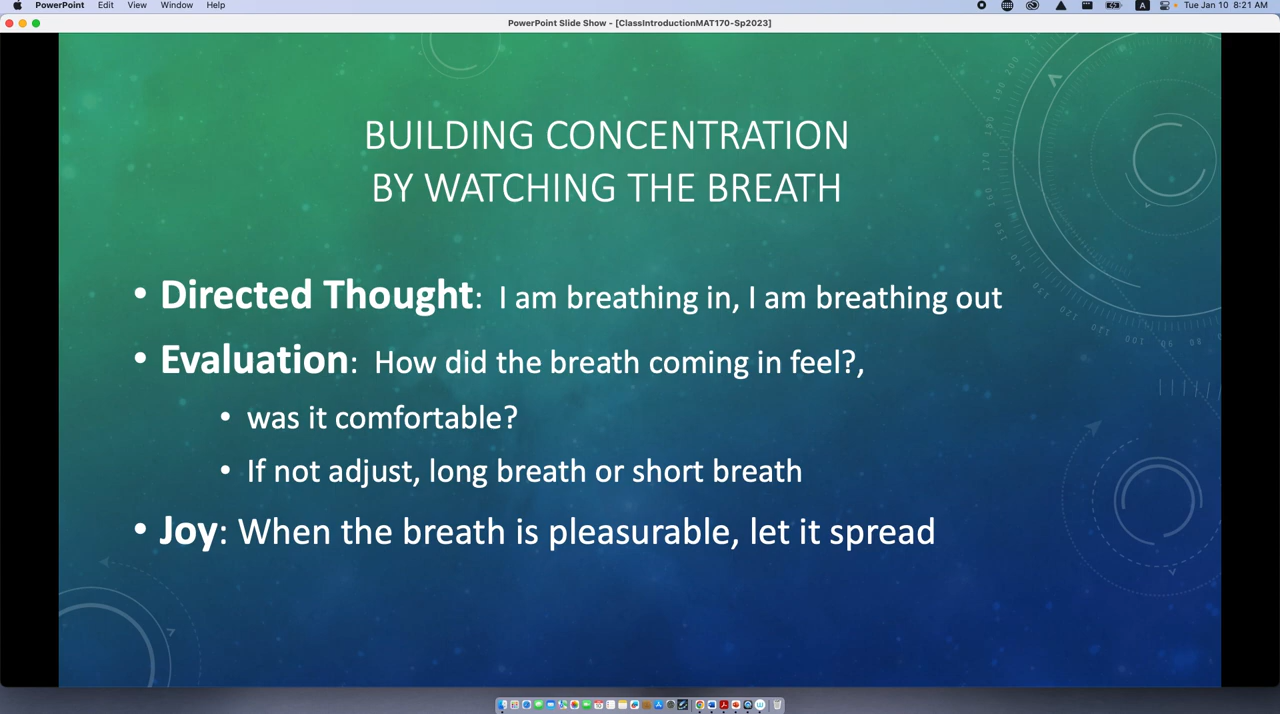 PowerPoint Edit View Window Help
A Tue Jan 10 8:21 AM
PowerPoint Slide Show - [ClassIntroductionMAT170-Sp2023]
BUILDING CONCENTRATION
BY WATCHING THE BREATH
• Directed Thought: I am breathing in, I am breathing out
• Evaluation: How did the breath coming in feel?,
• was it comfortable?
• If not adjust, long breath or short breath
• Joy: When the breath is pleasurable, let it spread